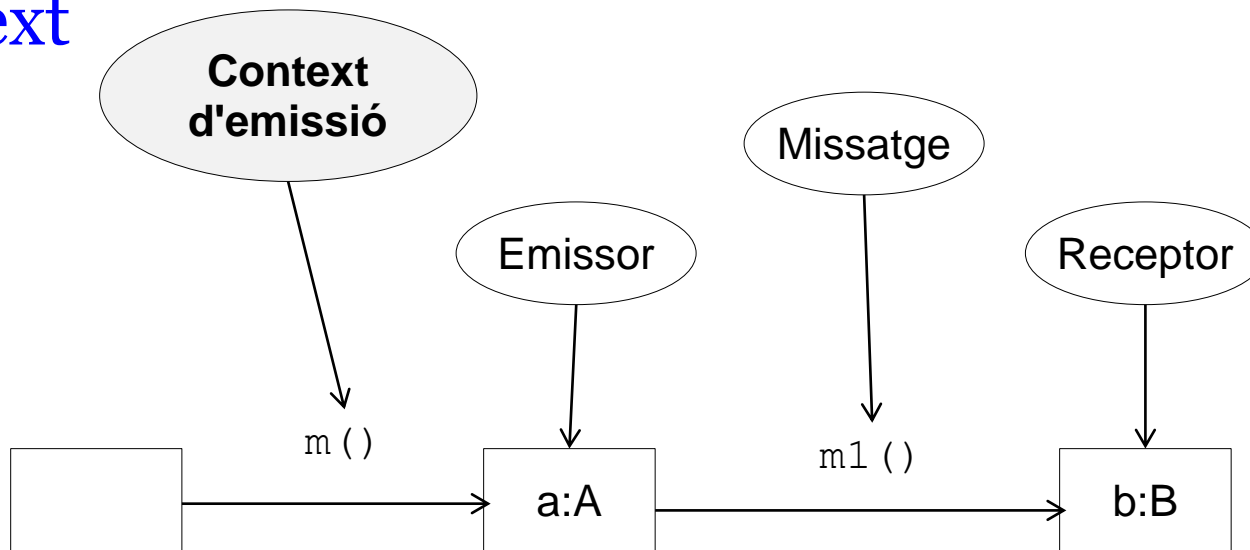 ext
Context
d'emissió
Missatge
Emissor
Receptor
m()
m1()
a:A
b:B